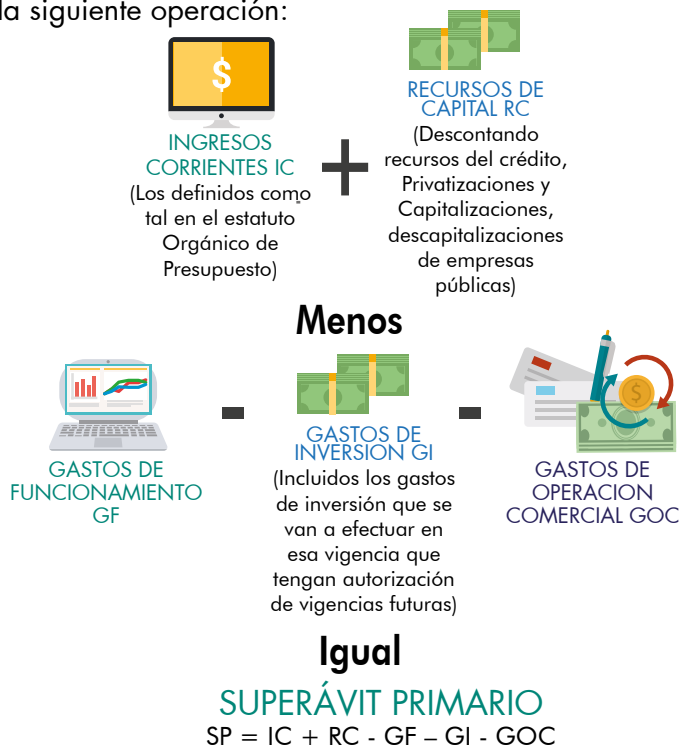 la siguiente operación:
$
INGRESOS
CORRIENTES IC
(Los definidos como
tal en el estatuto
Orgánico de
Presupuesto)
+
RECURSOS DE
CAPITAL RC
(Descontando
recursos del crédito,
Privatizaciones y
Capitalizaciones,
descapitalizaciones
de empresas
públicas)
Menos
GASTOS DE
FUNCIONAMIENTO
GF
-
GASTOS DE
INVERSION GI
(Incluidos los gastos
de inversión que se
van a efectuar en
esa vigencia que
tengan autorización
de vigencias futuras)
-
$
GASTOS DE
OPERACION
COMERCIAL GOC
Igual
SUPERÁVIT PRIMARIO
SP = IC + RC - GF – GI - GOC